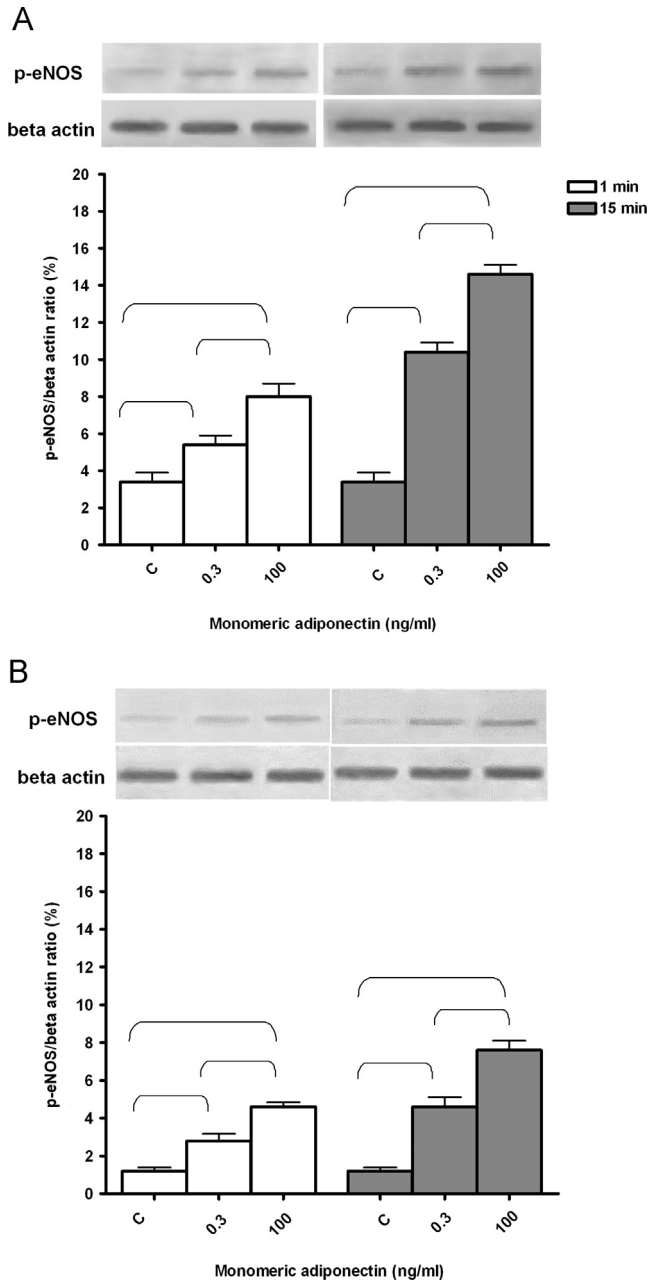 A
p-eNOS
beta actin
p-eNOS/beta actin ratio (%)
20
18
16
14
12
10
8
6
4
2
0
1 min
15 min
C
0.3
100
C
0.3
100
Monomeric adiponectin (ng/ml)
B
p-eNOS
beta actin
p-eNOS/beta actin ratio (%)
20
18
16
14
12
10
8
6
4
2
0
C
0.3
100
C
0.3
100
Monomeric adiponectin (ng/ml)